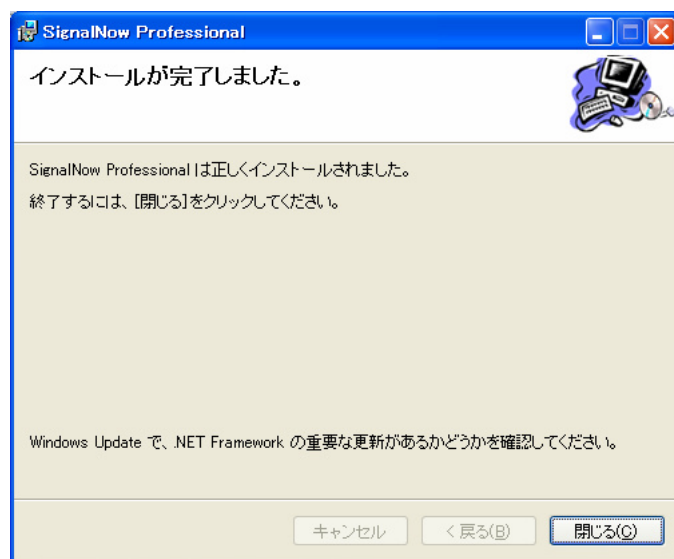 SignalNow Professional
インストールが完了しました。
SignalNow Professional は正しくインストールされました。
終了するには、[閉じる]をクリックしてください。
Windows Update で、.NET Framework の重要な更新があるかどうかを確認してください。
キャンセル
< 戻る(B)
閉じる(C)